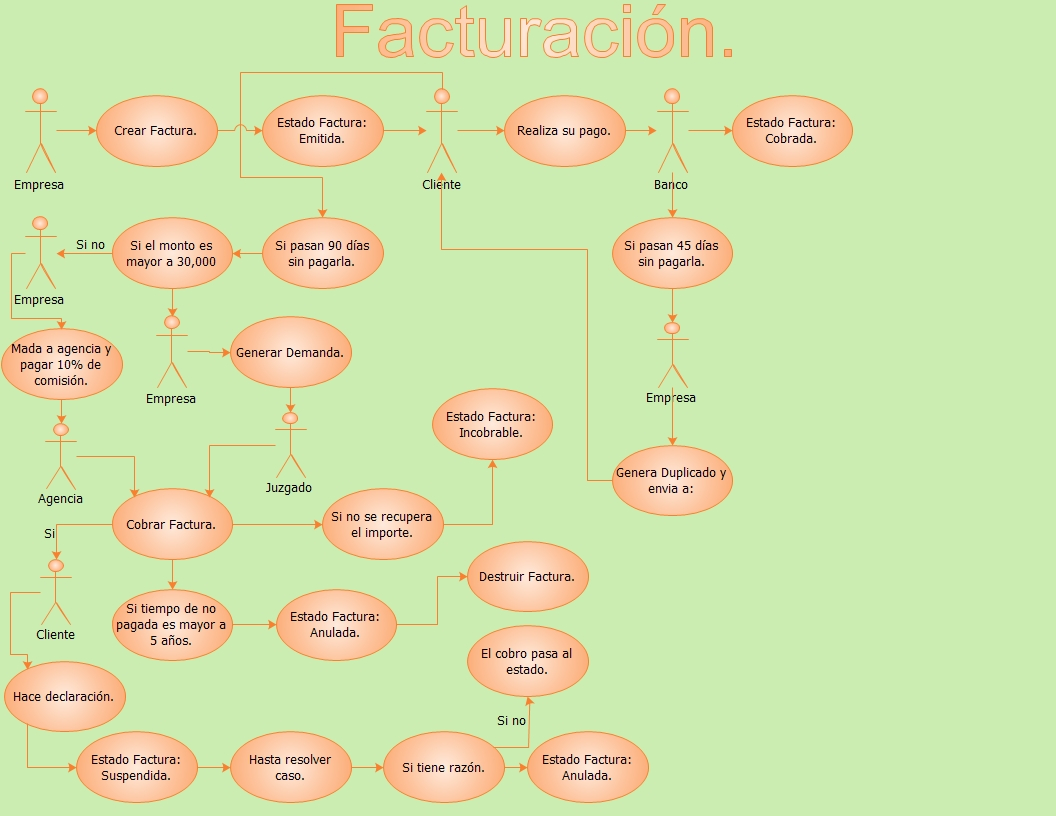 Facturación.
Empresa
Crear Factura.
Estado Factura:
Emitida.
Cliente
Realiza su pago.
Banco
Estado Factura:
Cobrada.
Empresa
Si no
Si el monto es
mayor a 30,000
Si pasan 90 días
sin pagarla.
Si pasan 45 días
sin pagarla.
Mada a agencia y
pagar 10% de
comisión.
Empresa
Generar Demanda.
Empresa
Estado Factura:
Incobrable.
Agencia
Juzgado
Genera Duplicado y
envia a:
Cobrar Factura.
Si no se recupera
el importe.
Si
Cliente
Si tiempo de no
pagada es mayor a
5 años.
Estado Factura:
Anulada.
Destruir Factura.
El cobro pasa al
estado.
Hace declaración.
Si no
Estado Factura:
Suspendida.
Hasta resolver
caso.
Si tiene razón.
Estado Factura:
Anulada.